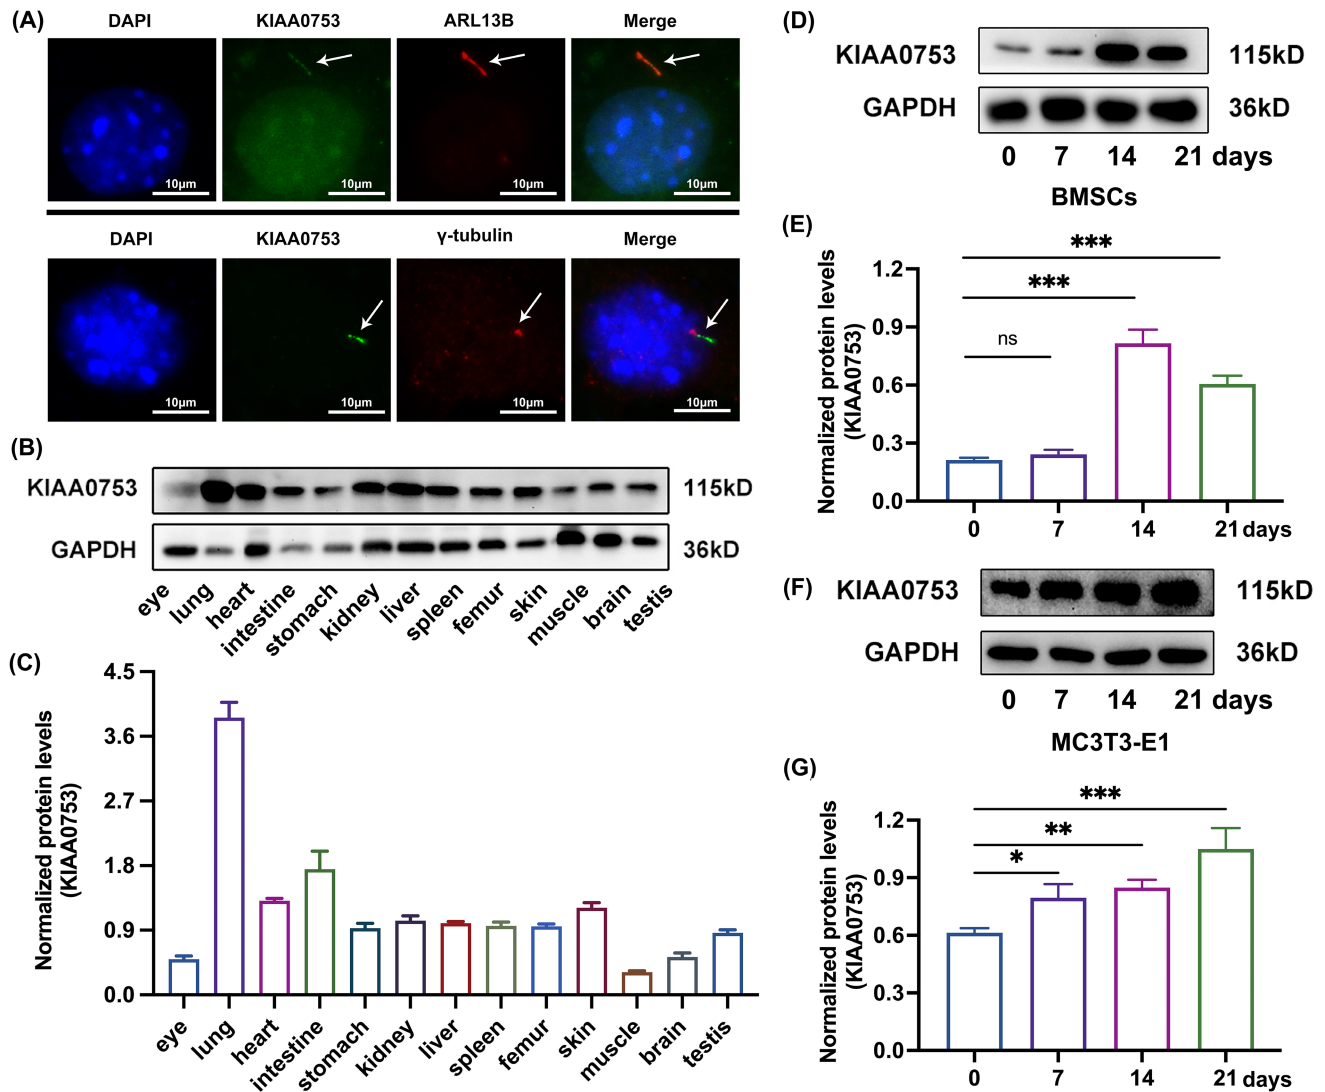 (A)
DAPI KIAA0753 ARL13B Merge
10μm 10μm 10μm 10μm
DAPI KIAA0753 γ-tubulin Merge
10μm 10μm 10μm 10μm
(B)
KIAA0753 115kD
GAPDH 36kD
eye lung heart intestine stomach kidney liver spleen femur skin muscle brain testis
(C)
Normalized protein levels
(KIAA0753)
4.5
3.6
2.7
1.8
0.9
0.0
eye lung heart intestine stomach kidney liver spleen femur skin muscle brain testis
(D)
KIAA0753 115kD
GAPDH 36kD
0 7 14 21 days
BMSCs
(E)
Normalized protein levels
(KIAA0753)
***
***
ns
1.2
0.9
0.6
0.3
0.0
0 7 14 21 days
(F)
KIAA0753 115kD
GAPDH 36kD
0 7 14 21 days
MC3T3-E1
(G)
Normalized protein levels
(KIAA0753)
***
**
*
1.2
0.9
0.6
0.3
0.0
0 7 14 21 days